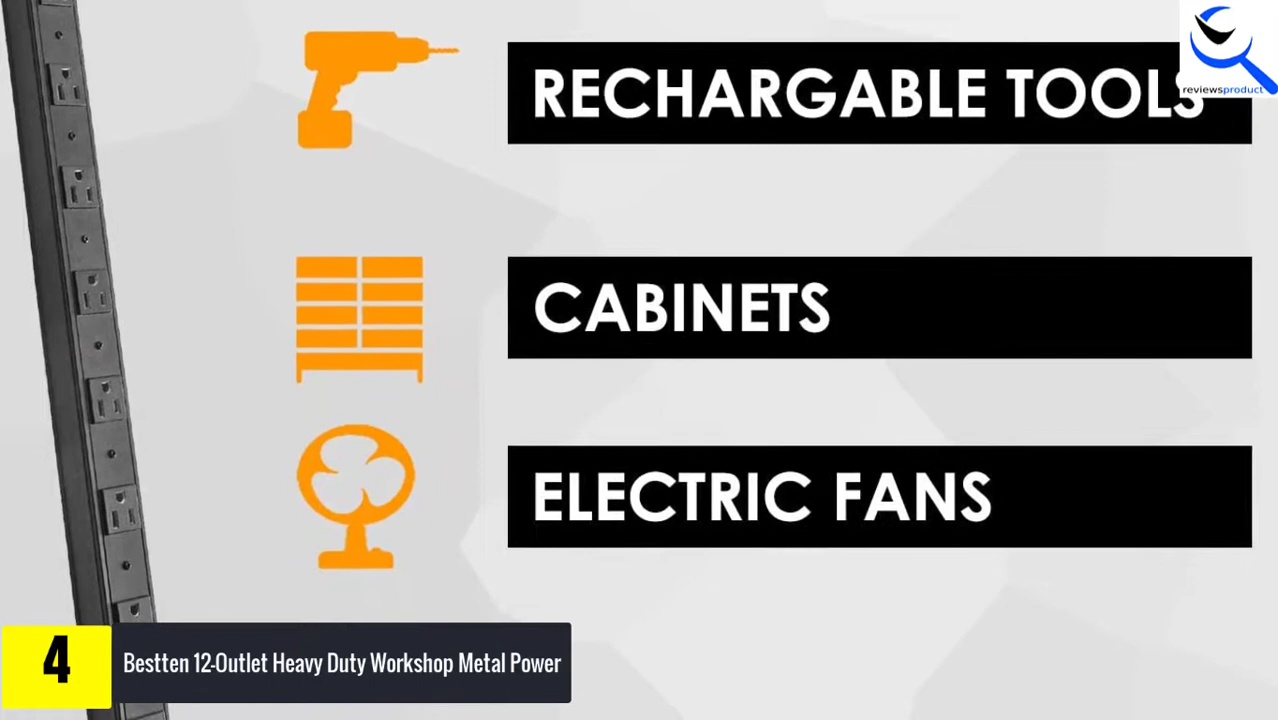 RECHARGABLE TOOLS
reviewsproduct
CABINETS
ELECTRIC FANS
4
Bestten 12-Outlet Heavy Duty Workshop Metal Power